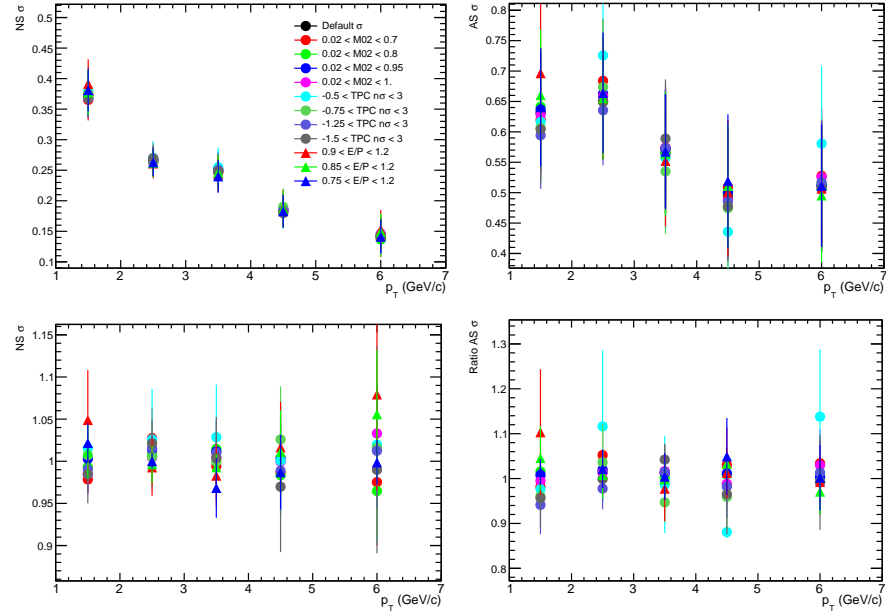 NS σ
0.5
0.45
0.4
0.35
0.3
0.25
0.2
0.15
0.1
1 2 3 4 5 6 7
p_T (GeV/c)
Default σ
0.02 < M02 < 0.7
0.02 < M02 < 0.8
0.02 < M02 < 0.95
0.02 < M02 < 1.
-0.5 < TPC nσ < 3
-0.75 < TPC nσ < 3
-1.25 < TPC nσ < 3
-1.5 < TPC nσ < 3
0.9 < E/P < 1.2
0.85 < E/P < 1.2
0.75 < E/P < 1.2
AS σ
0.8
0.75
0.7
0.65
0.6
0.55
0.5
0.45
0.4
1 2 3 4 5 6 7
p_T (GeV/c)
NS σ
1.15
1.1
1.05
1
0.95
0.9
1 2 3 4 5 6 7
p_T (GeV/c)
Ratio AS σ
1.3
1.2
1.1
1.0
0.9
0.8
1 2 3 4 5 6 7
p_T (GeV/c)